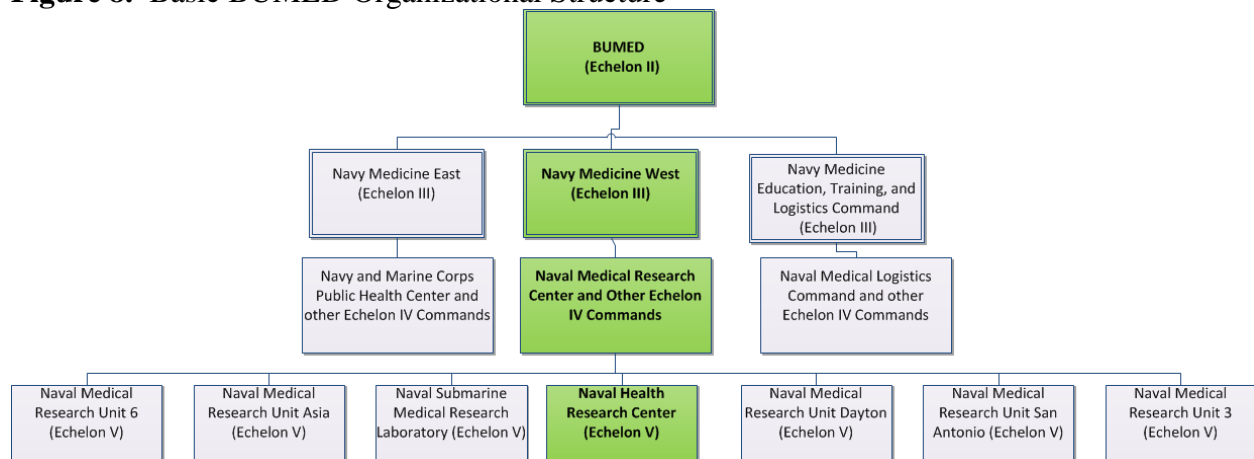 Figure Basic BUMED Organizational Structure
BUMED
(Echelon II)
Navy Medicine East
(Echelon III)
Navy Medicine West
(Echelon III)
Navy Medicine
Education, Training, and
Logistics Command
(Echelon III)
Navy and Marine Corps
Public Health Center and
other Echelon IV Commands
Naval Medical Research
Center and Other Echelon
IV Commands
Naval Medical Logistics
Command and other
Echelon IV Commands
Naval Medical
Research Unit 6
(Echelon V)
Naval Medical
Research Unit Asia
(Echelon V)
Naval Submarine
Medical Research
Laboratory (Echelon V)
Naval Health
Research Center
(Echelon V)
Naval Medical
Research Unit Dayton
(Echelon V)
Naval Medical
Research Unit San
Antonio (Echelon V)
Naval Medical
Research Unit 3
(Echelon V)